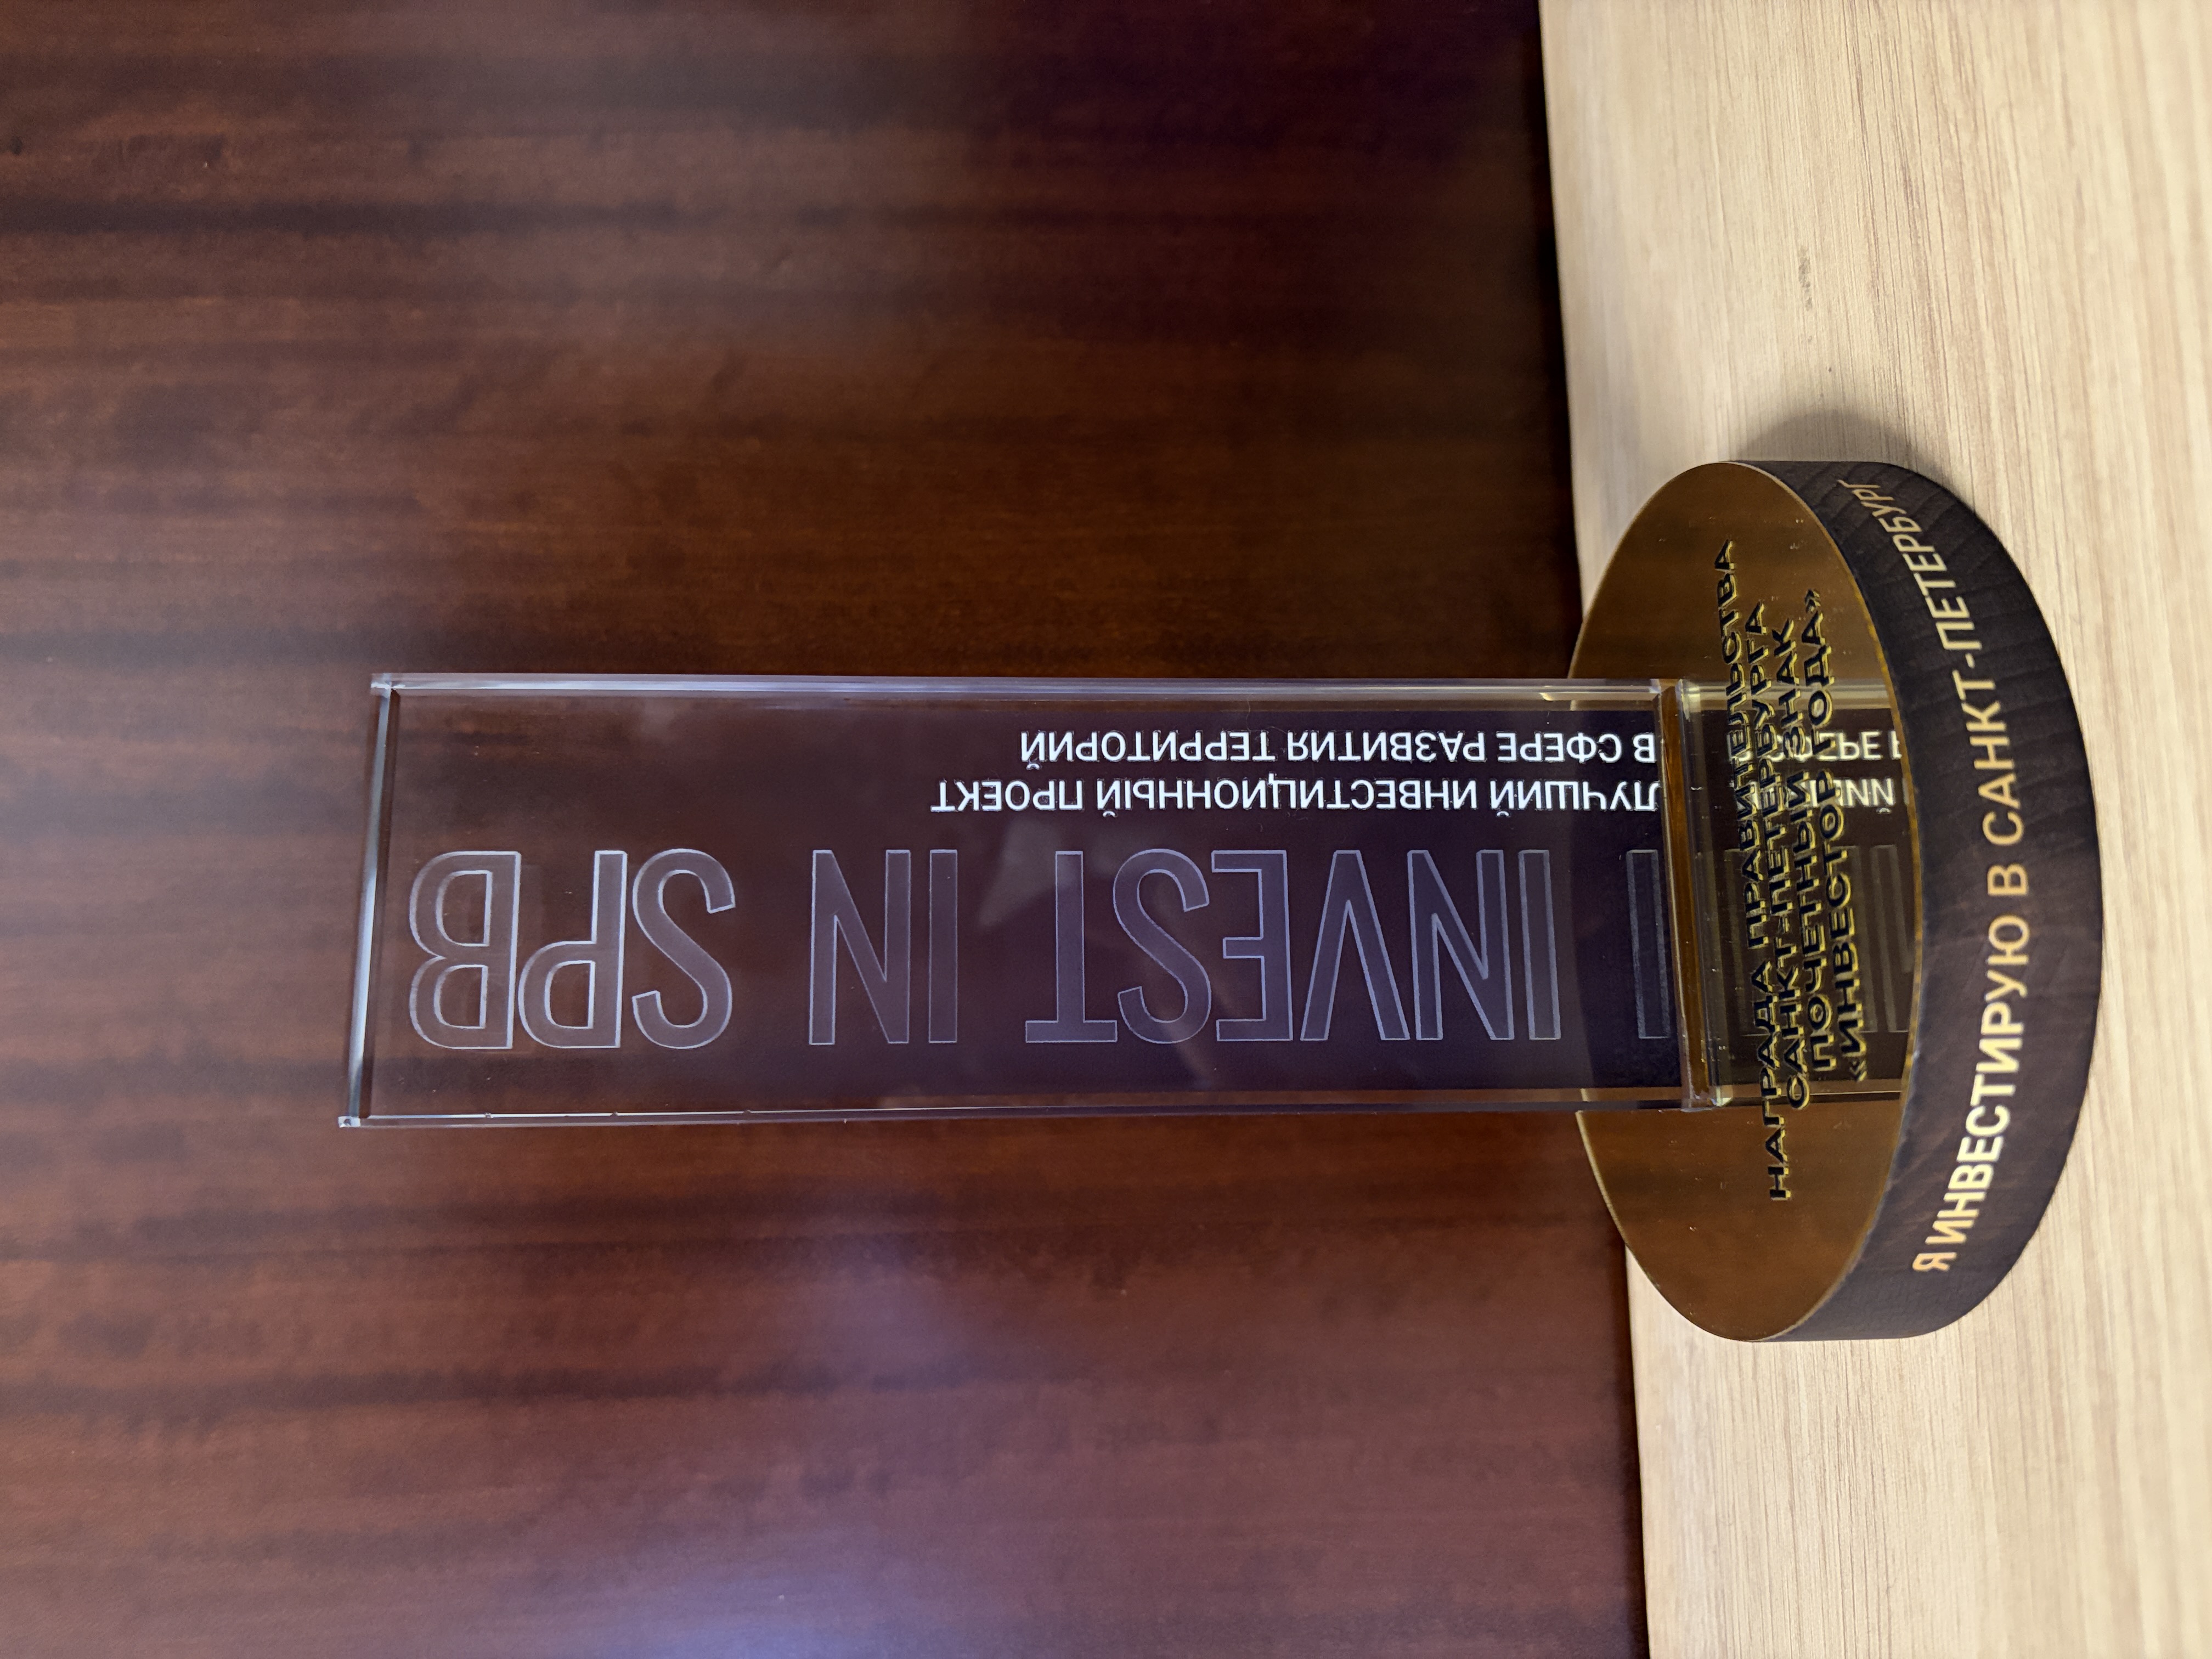 INVEST IN SPB
ЛУЧШИЙ ИНВЕСТИЦИОННЫЙ ПРОЕКТ
В СФЕРЕ РАЗВИТИЯ ТЕРРИТОРИЙ
НАГРАДА ПРАВИТЕЛЬСТВА
САНКТ-ПЕТЕРБУРГА
ПОЧЕТНЫЙ ЗНАК
«ИНВЕСТОР ГОДА»
Я ИНВЕСТИРУЮ В САНКТ-ПЕТЕРБУРГ